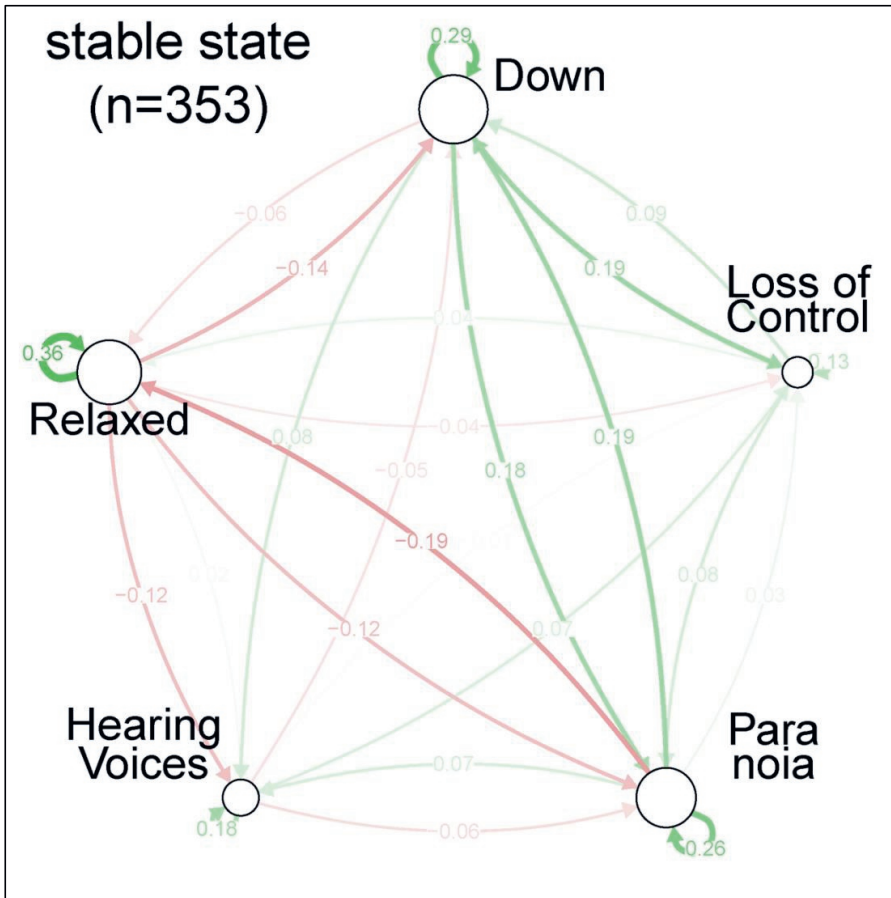 stable state
(n=353)
0.29
Down
−0.06
0.09
−0.14
0.19
Loss of
Control
0.04
0.36
0.13
Relaxed
−0.04
0.08
0.19
−0.05
0.18
−0.19
0.02
0.08
−0.12
0.03
−0.12
0.07
Hearing
Voices
Para
noia
0.07
0.18
−0.06
0.26